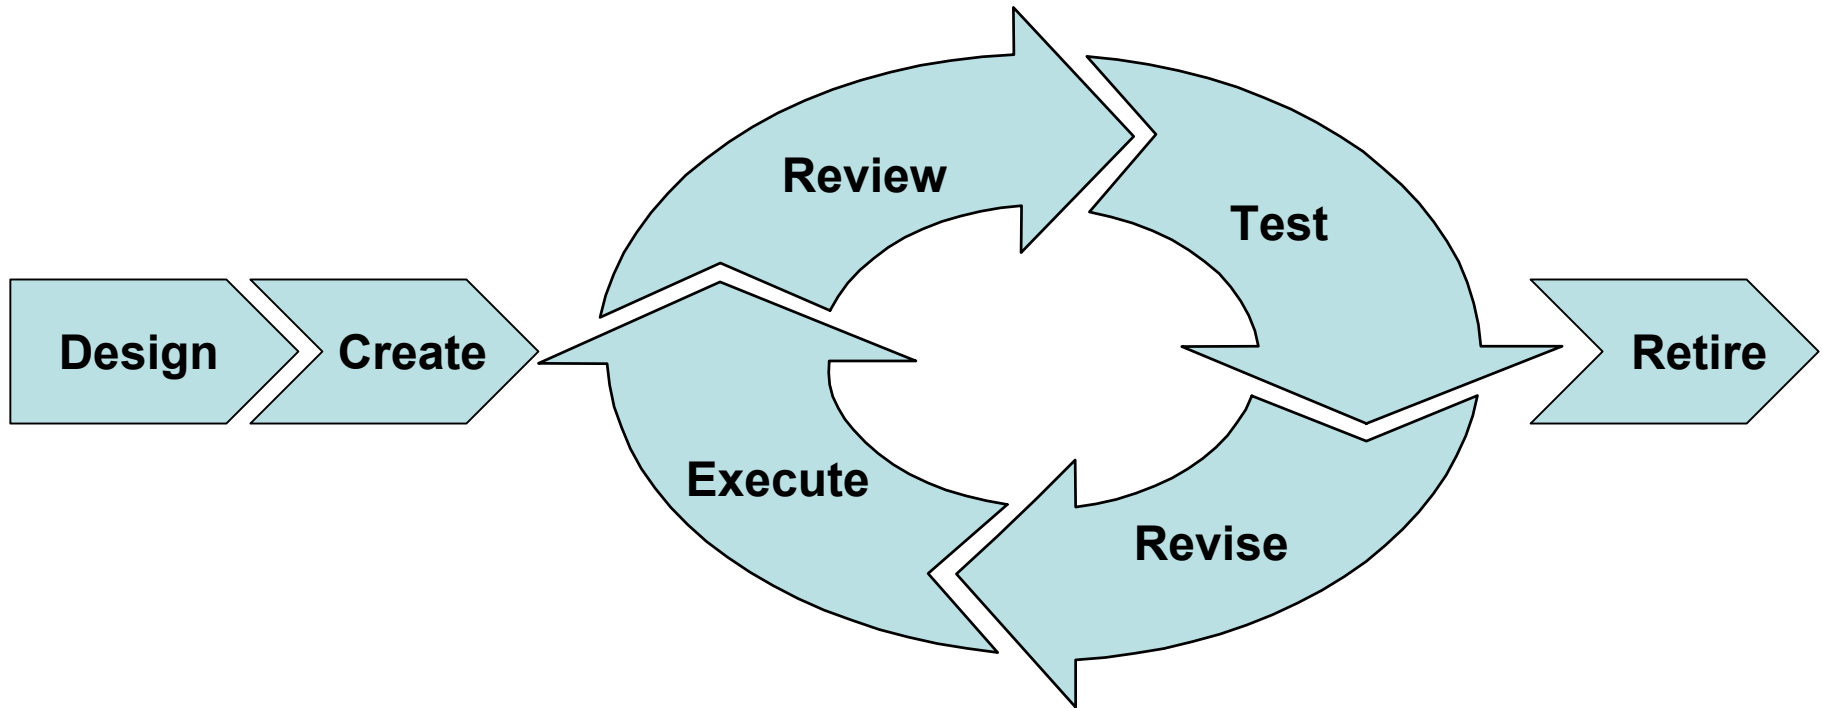 Design
Create
Review
Test
Revise
Execute
Retire